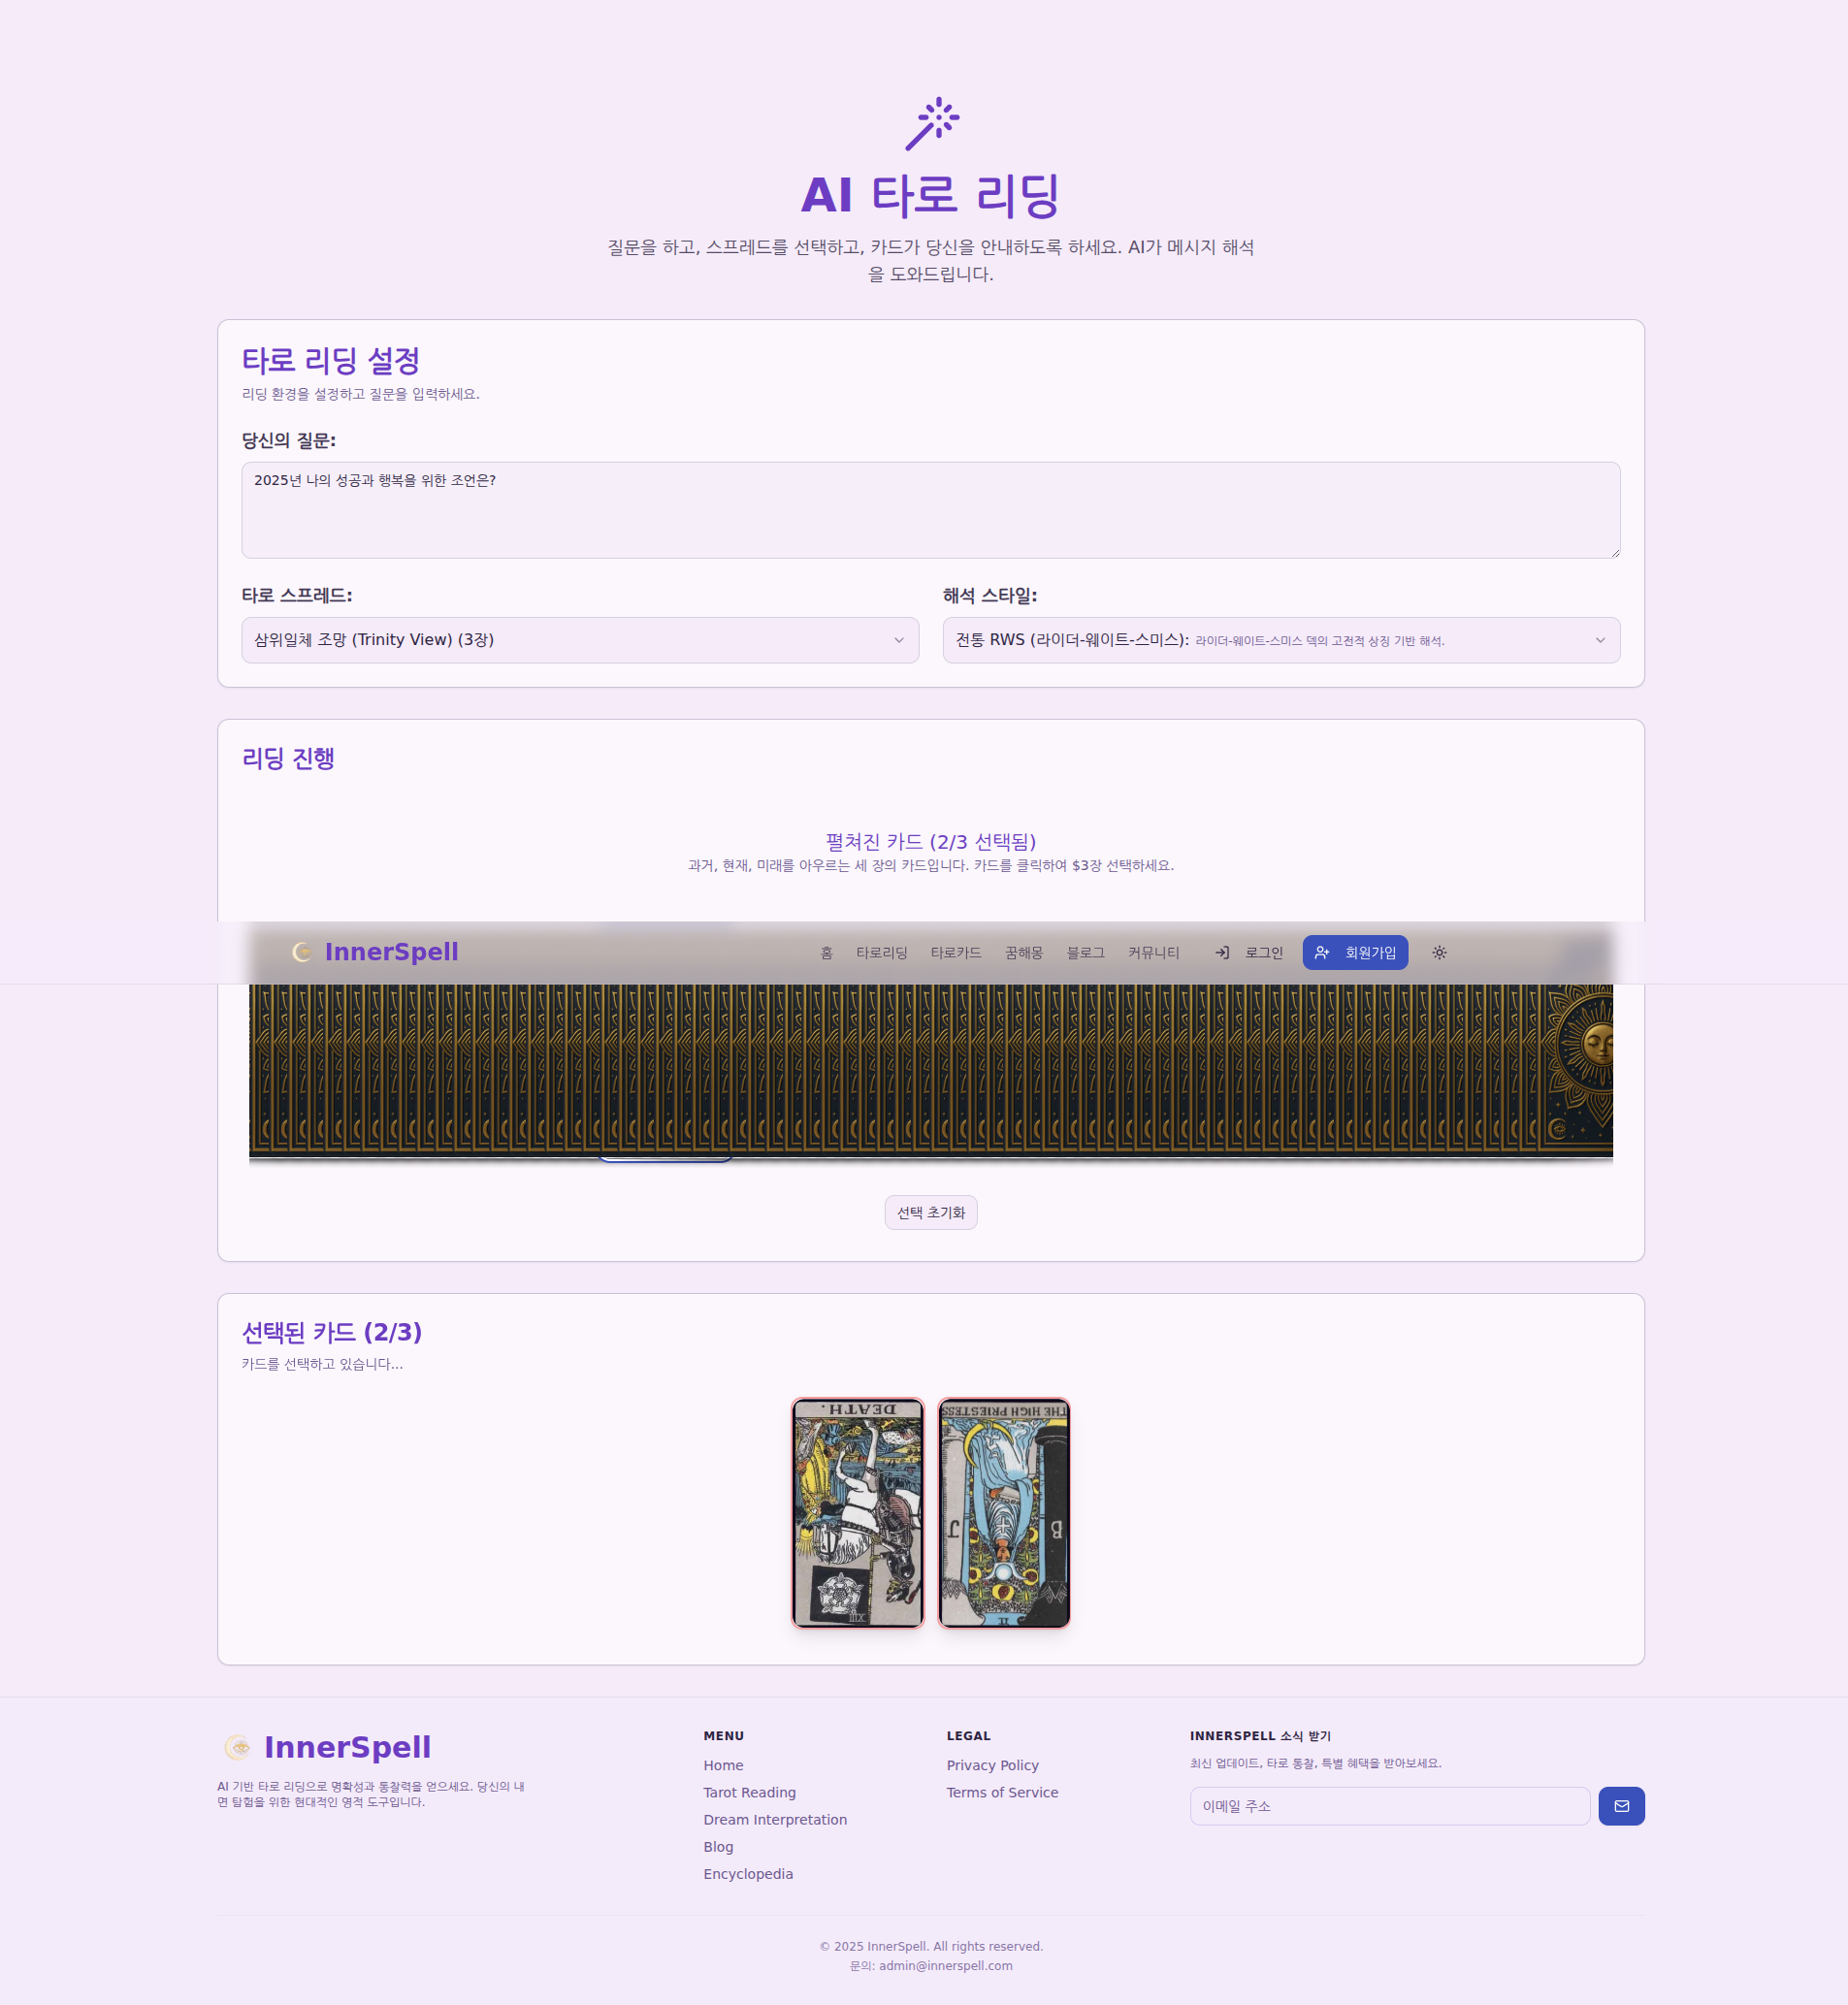 AI 타로 리딩
질문을 하고, 스프레드를 선택하고, 카드가 당신을 안내하도록 하세요. AI가 메시지 해석
을 도와드립니다.
타로 리딩 설정
리딩 환경을 설정하고 질문을 입력하세요.
당신의 질문:
2025년 나의 성공과 행복을 위한 조언은?
타로 스프레드:
해석 스타일:
삼위일체 조망 (Trinity View) (3장)
전통 RWS (라이더-웨이트-스미스): 라이더-웨이트-스미스 덱의 고전적 상징 기반 해석.
리딩 진행
펼쳐진 카드 (2/3 선택됨)
과거, 현재, 미래를 아우르는 세 장의 카드입니다. 카드를 클릭하여 $3장 선택하세요.
InnerSpell
홈 타로리딩 타로카드 꿈해몽 블로그 커뮤니티 로그인 회원가입
선택 초기화
선택된 카드 (2/3)
카드를 선택하고 있습니다...
DEATH.
THE HIGH PRIESTESS
J
B
XIII
II
InnerSpell
AI 기반 타로 리딩으로 명확성과 통찰력을 얻으세요. 당신의 내
면 탐험을 위한 현대적인 영적 도구입니다.
MENU
Home
Tarot Reading
Dream Interpretation
Blog
Encyclopedia
LEGAL
Privacy Policy
Terms of Service
INNERSPELL 소식 받기
최신 업데이트, 타로 통찰, 특별 혜택을 받아보세요.
이메일 주소
© 2025 InnerSpell. All rights reserved.
문의: admin@innerspell.com